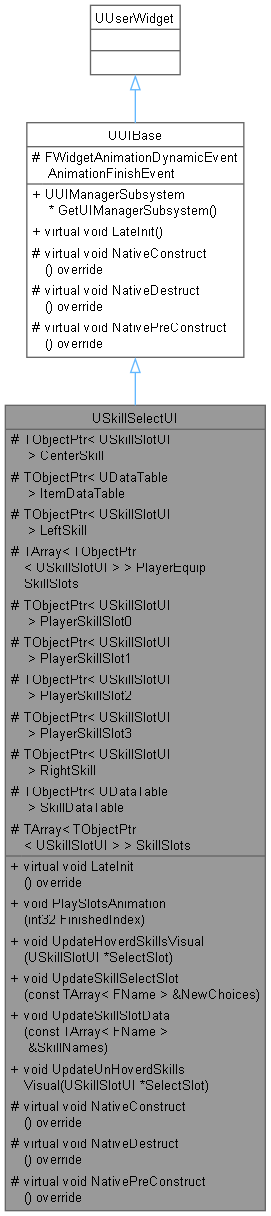 UUserWidget
UUIBase
# FWidgetAnimationDynamicEvent
AnimationFinishEvent
+ UUIManagerSubsystem
* GetUIManagerSubsystem()
+ virtual void LateInit()
# virtual void NativeConstruct
() override
# virtual void NativeDestruct
() override
# virtual void NativePreConstruct
() override
USkillSelectUI
# TObjectPtr< USkillSlotUI
> CenterSkill
# TObjectPtr< UDataTable
> ItemDataTable
# TObjectPtr< USkillSlotUI
> LeftSkill
# TArray< TObjectPtr
< USkillSlotUI > > PlayerEquip
SkillSlots
# TObjectPtr< USkillSlotUI
> PlayerSkillSlot0
# TObjectPtr< USkillSlotUI
> PlayerSkillSlot1
# TObjectPtr< USkillSlotUI
> PlayerSkillSlot2
# TObjectPtr< USkillSlotUI
> PlayerSkillSlot3
# TObjectPtr< USkillSlotUI
> RightSkill
# TObjectPtr< UDataTable
> SkillDataTable
# TArray< TObjectPtr
< USkillSlotUI > > SkillSlots
+ virtual void LateInit
() override
+ void PlaySlotsAnimation
(int32 FinishedIndex)
+ void UpdateHoverdSkillsVisual
(USkillSlotUI *SelectSlot)
+ void UpdateSkillSelectSlot
(const TArray< FName > &NewChoices)
+ void UpdateSkillSlotData
(const TArray< FName >
&SkillNames)
+ void UpdateUnHoverdSkills
Visual(USkillSlotUI *SelectSlot)
# virtual void NativeConstruct
() override
# virtual void NativeDestruct
() override
# virtual void NativePreConstruct
() override